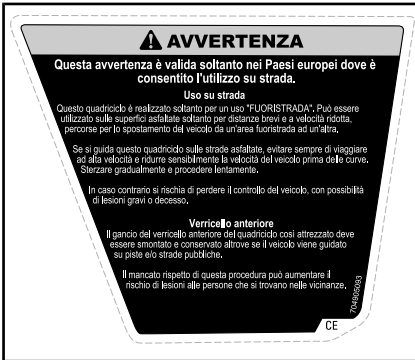 AVVERTENZA
Questa avvertenza è valida soltanto nei Paesi europei dove è
consentito l'utilizzo su strada.
Uso su strada
Questo quadriciclo è realizzato soltanto per un uso "FUORISTRADA". Può essere
utilizzato sulle superfici asfaltate soltanto per distanze brevi e a velocità ridotta,
percorse per lo spostamento del veicolo da un'area fuoristrada ad un'altra.
Se si guida questo quadriciclo sulle strade asfaltate, evitare sempre di viaggiare
ad alta velocità e ridurre sensibilmente la velocità del veicolo prima delle curve.
Sterzare gradualmente e procedere lentamente.
In caso contrario si rischia di perdere il controllo del veicolo, con possibilità
di lesioni gravi o decesso.
Verricello anteriore
Il gancio del verricello anteriore del quadriciclo così attrezzato deve
essere smontato e conservato altrove se il veicolo viene guidato
su piste e/o strade pubbliche.
Il mancato rispetto di questa procedura può aumentare il
rischio di lesioni alle persone che si trovano nelle vicinanze.
704905093
CE